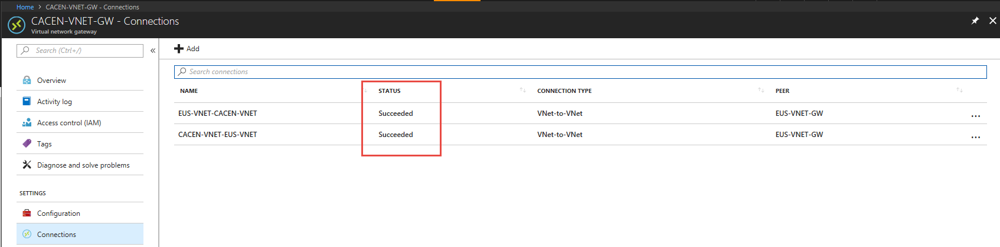 Home > CACEN-VNET-GW - Connections
CACEN-VNET-GW - Connections
Virtual network gateway
Search (Ctrl+/)
«
Add
Search connections
Overview
Activity log
Access control (IAM)
Tags
Diagnose and solve problems
SETTINGS
Configuration
Connections
NAME STATUS CONNECTION TYPE PEER
EUS-VNET-CACEN-VNET Succeeded VNet-to-VNet EUS-VNET-GW ...
CACEN-VNET-EUS-VNET Succeeded VNet-to-VNet EUS-VNET-GW ...